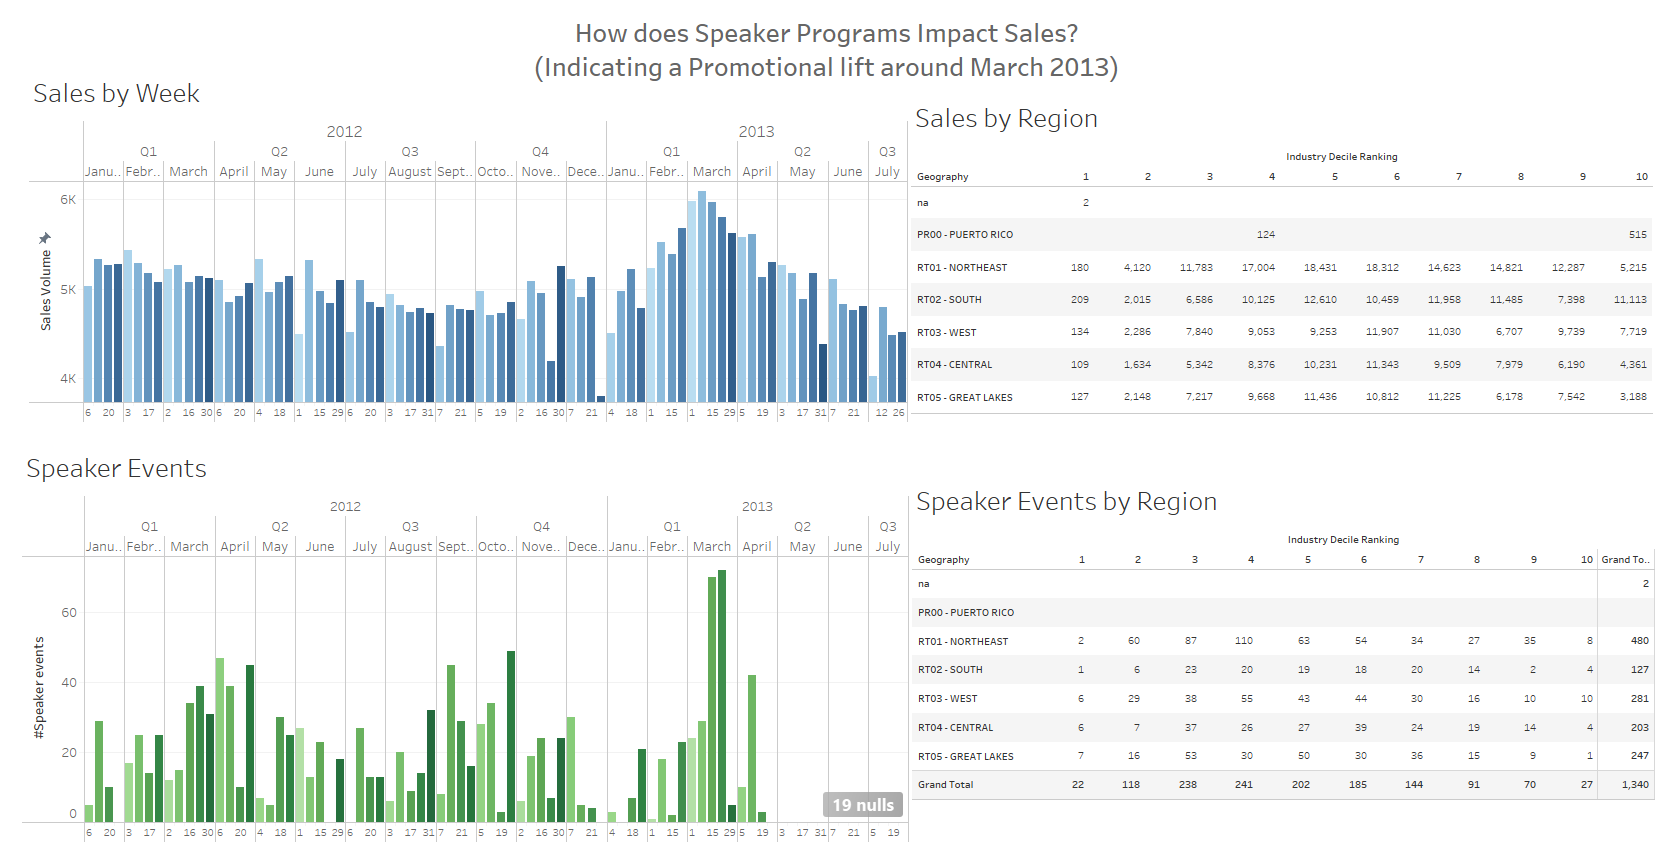 How does Speaker Programs Impact Sales?
(Indicating a Promotional lift around March 2013)
Sales by Week
2012 2013
Q1 Q2 Q3 Q4 Q1 Q2 Q3
Janu.. Febr.. March April May June July August Sept.. Octo.. Nove.. Dece.. Janu.. Febr.. March April May June July
6K
5K
4K
Sales Volume
6 20 3 17 2 16 30 6 20 4 18 1 15 29 6 20 3 17 31 7 21 5 19 2 16 30 7 21 4 18 1 15 1 15 29 5 19 3 17 31 7 21 12 26
Sales by Region
Industry Decile Ranking
Geography 1 2 3 4 5 6 7 8 9 10
na 2
PR00 - PUERTO RICO 124 515
RT01 - NORTHEAST 180 4,120 11,783 17,004 18,431 18,312 14,623 14,821 12,287 5,215
RT02 - SOUTH 209 2,015 6,586 10,125 12,610 10,459 11,958 11,485 7,398 11,113
RT03 - WEST 134 2,286 7,840 9,053 9,253 11,907 11,030 6,707 9,739 7,719
RT04 - CENTRAL 109 1,634 5,342 8,376 10,231 11,343 9,509 7,979 6,190 4,361
RT05 - GREAT LAKES 127 2,148 7,217 9,668 11,436 10,812 11,225 6,178 7,542 3,188
Speaker Events
2012 2013
Q1 Q2 Q3 Q4 Q1 Q2 Q3
Janu.. Febr.. March April May June July August Sept.. Octo.. Nove.. Dece.. Janu.. Febr.. March April May June July
60
40
20
0
#Speaker events
19 nulls
6 20 3 17 2 16 30 6 20 4 18 1 15 29 6 20 3 17 31 7 21 5 19 2 16 30 7 21 4 18 1 15 1 15 29 5 19 3 17 31 7 21 5 19
Speaker Events by Region
Industry Decile Ranking
Geography 1 2 3 4 5 6 7 8 9 10 Grand To..
na 2
PR00 - PUERTO RICO
RT01 - NORTHEAST 2 60 87 110 63 54 34 27 35 8 480
RT02 - SOUTH 1 6 23 20 19 18 20 14 2 4 127
RT03 - WEST 6 29 38 55 43 44 30 16 10 10 281
RT04 - CENTRAL 6 7 37 26 27 39 24 19 14 4 203
RT05 - GREAT LAKES 7 16 53 30 50 30 36 15 9 1 247
Grand Total 22 118 238 241 202 185 144 91 70 27 1,340